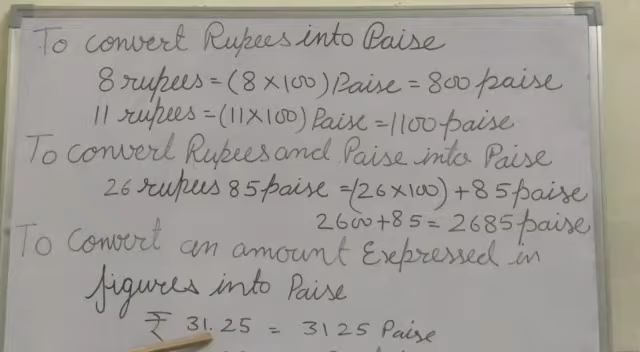 To convert Rupees into Paise
8 rupees = (8 × 100) Paise = 800 paise
11 rupees = (11×100) Paise = 1100 paise
To convert Rupees and Paise into Paise
26 rupees 85 paise = (26×100) + 85 paise
2600 + 85 = 2685 paise
To Convert an amount Expressed in
figures into Paise
₹ 31.25 = 3125 Paise